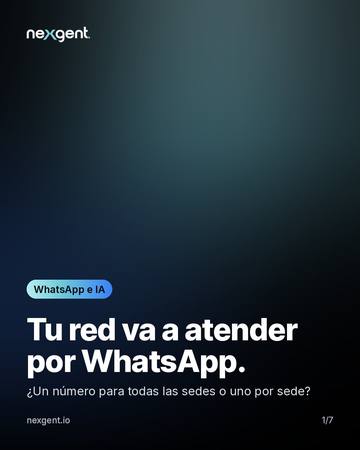 nexgent.
WhatsApp e IA
Tu red va a atender
por WhatsApp.
¿Un número para todas las sedes o uno por sede?
nexgent.io
1/7